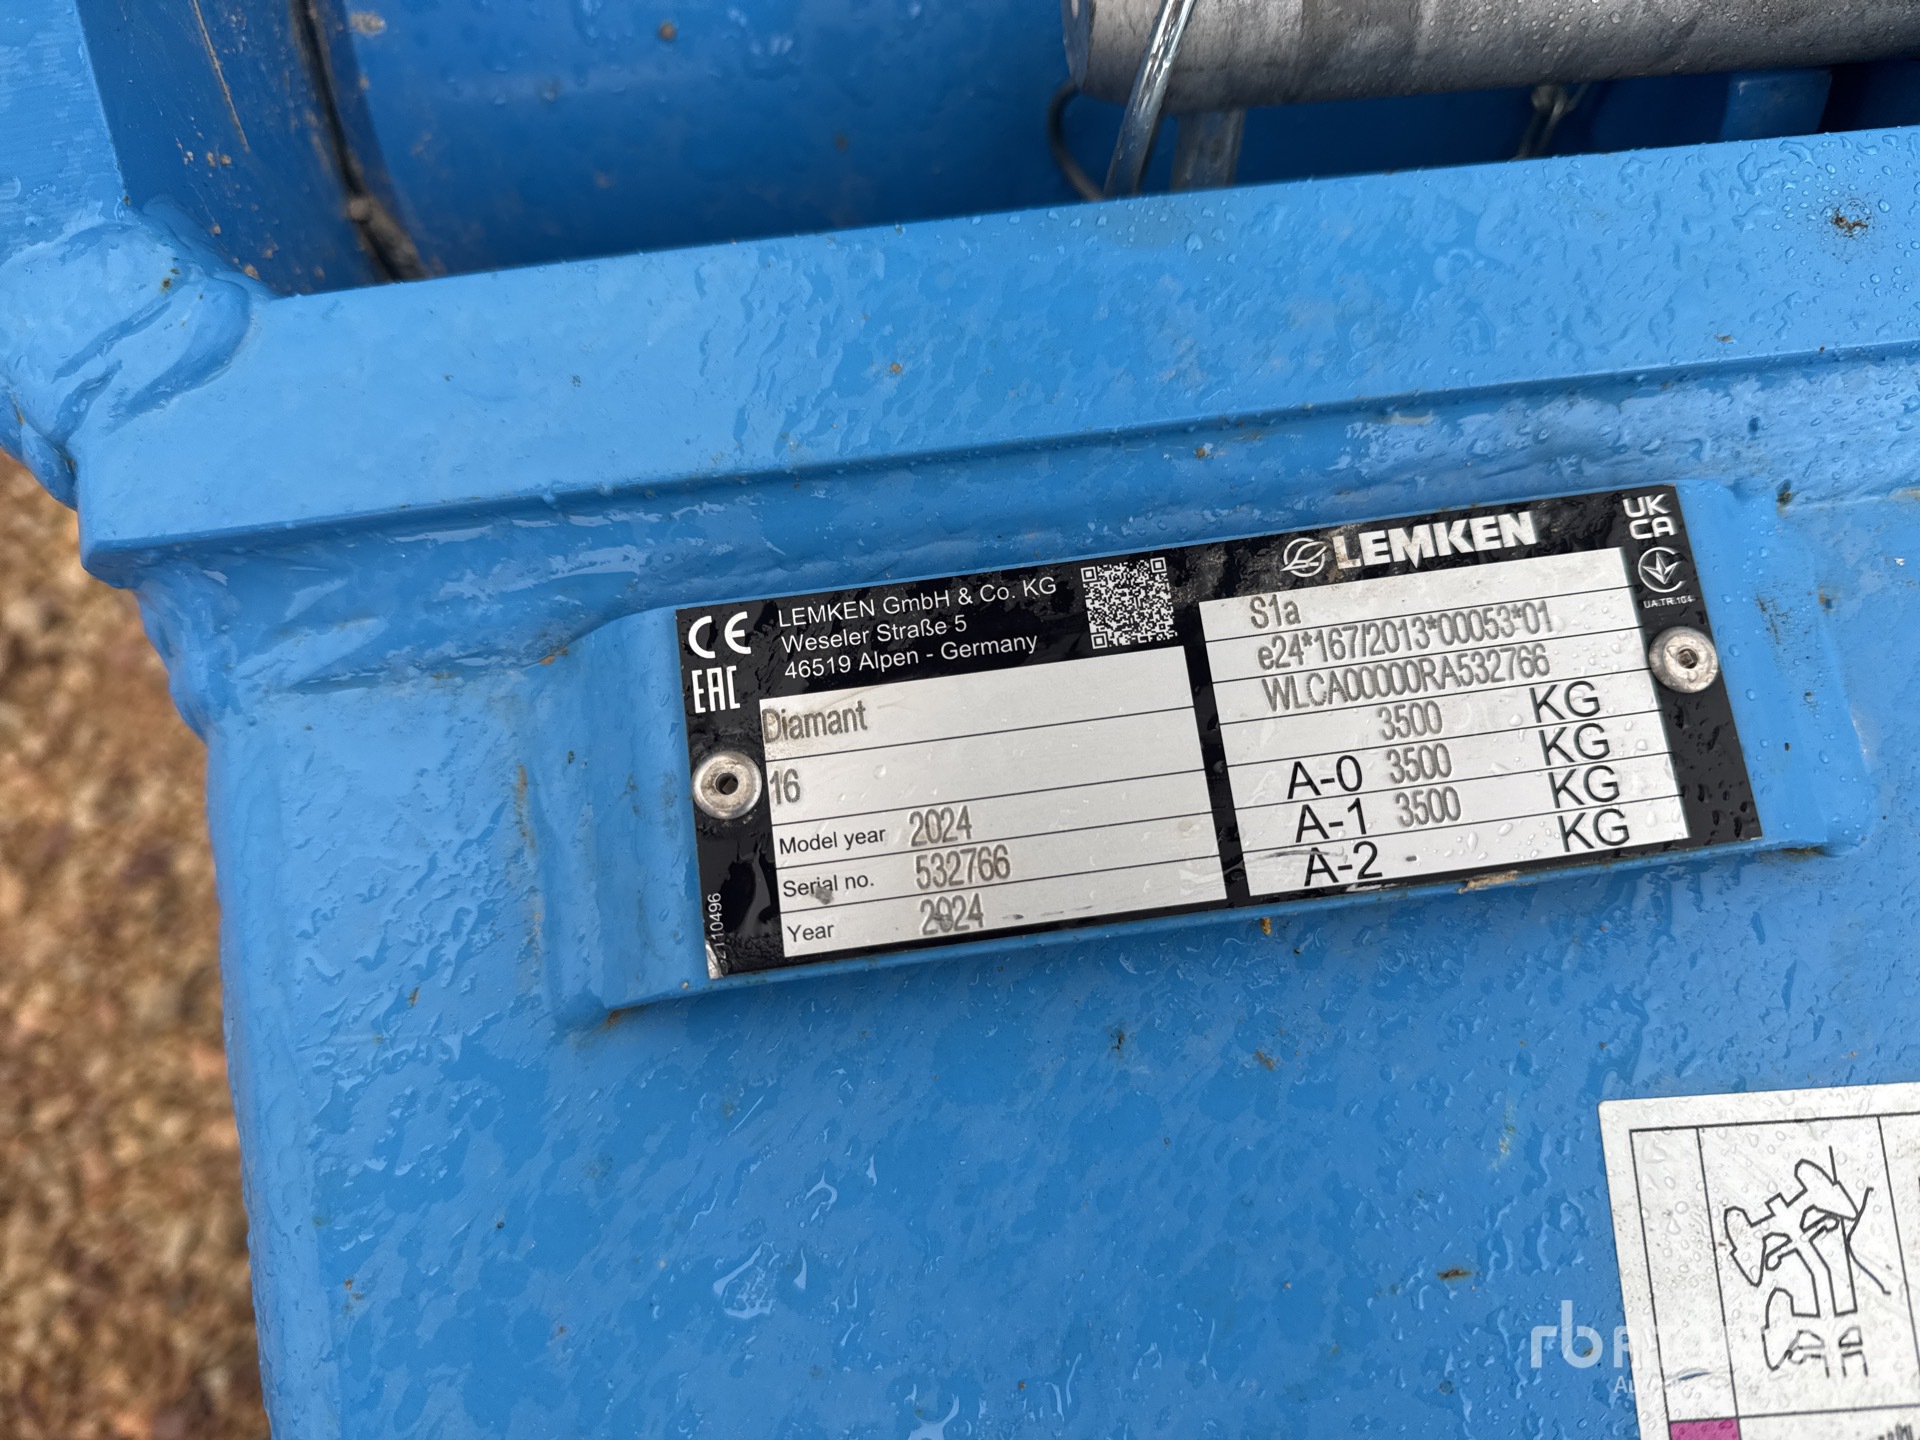 CE
EAC
LEMKEN GmbH & Co. KG
Weseler Straße 5
46519 Alpen - Germany
Diamant
16
Model year 2024
Serial no. 532766
Year 2024
LEMKEN
UK
CA
UA.TR.104
S1a
e24*167/2013*00053*01
WLCA00000RA532766
3500 KG
A-0 3500 KG
A-1 3500 KG
A-2 - KG
rb